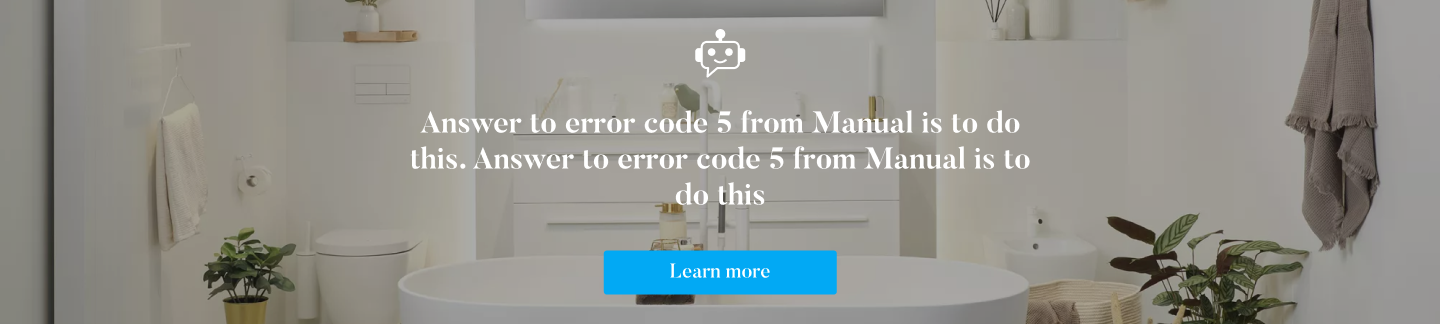 Answer to error code 5 from Manual is to do
this. Answer to error code 5 from Manual is to
do this
Learn more